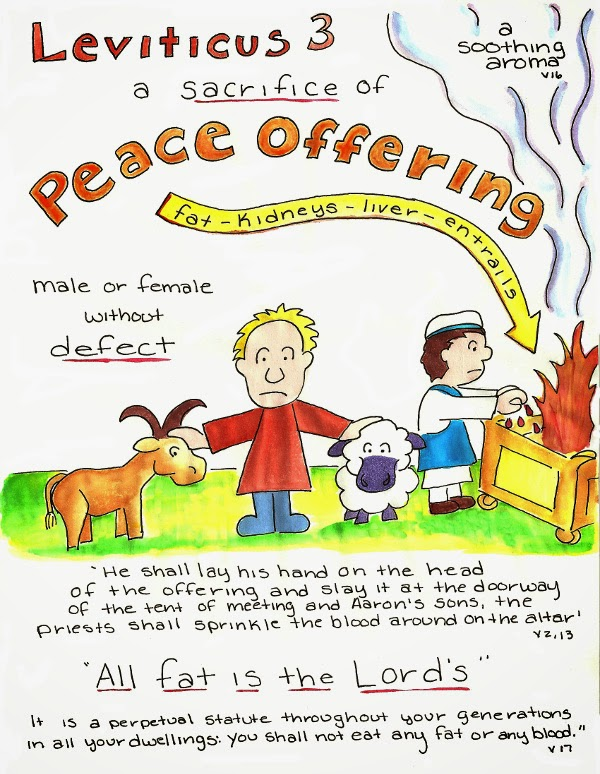 Leviticus 3
a
soothing
aroma
v16
a sacrifice of
Peace Offering
fat - kidneys - liver - entrails
male or female
without
defect
"He shall lay his hand on the head
of the offering and slay it at the doorway
of the tent of meeting and Aaron's sons, the
priests shall sprinkle the blood around on the altar'
v2,13
"All fat is the Lord's"
It is a perpetual statute throughout your generations
in all your dwellings: you shall not eat any fat or any blood."
v17